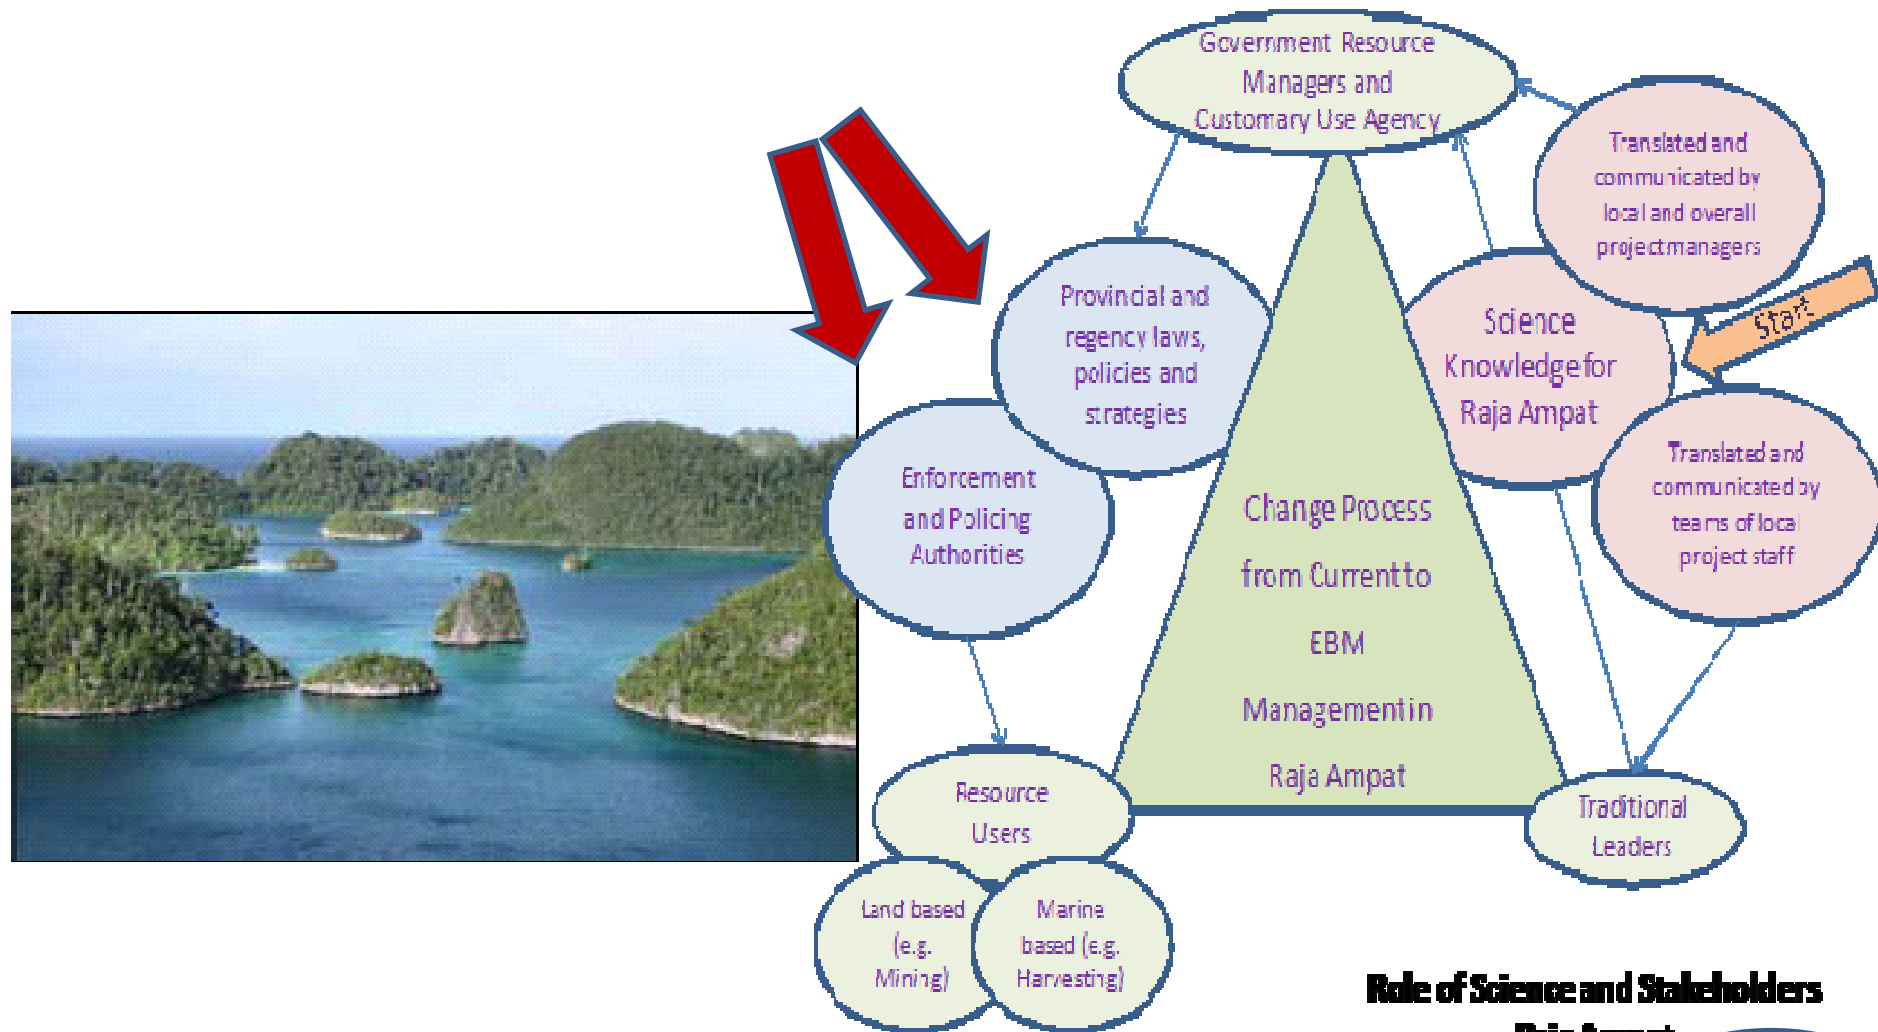 Government Resource
Managers and
Customary Use Agency
Translated and
communicated by
local and overall
project managers
Start
Provincial and
regency laws,
policies and
strategies
Science
Knowledge for
Raja Ampat
Enforcement
and Policing
Authorities
Translated and
communicated by
teams of local
project staff
Change Process
from Current to
EBM
Management in
Raja Ampat
Resource
Users
Traditional
Leaders
Land based
(e.g.
Mining)
Marine
based (e.g.
Harvesting)
Role of Science and Stakeholders
Raja Ampat